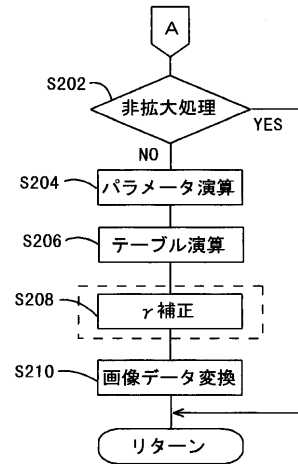 A
S202
非拡大処理
YES
NO
S204
パラメータ演算
S206
テーブル演算
S208
γ補正
S210
画像データ変換
リターン